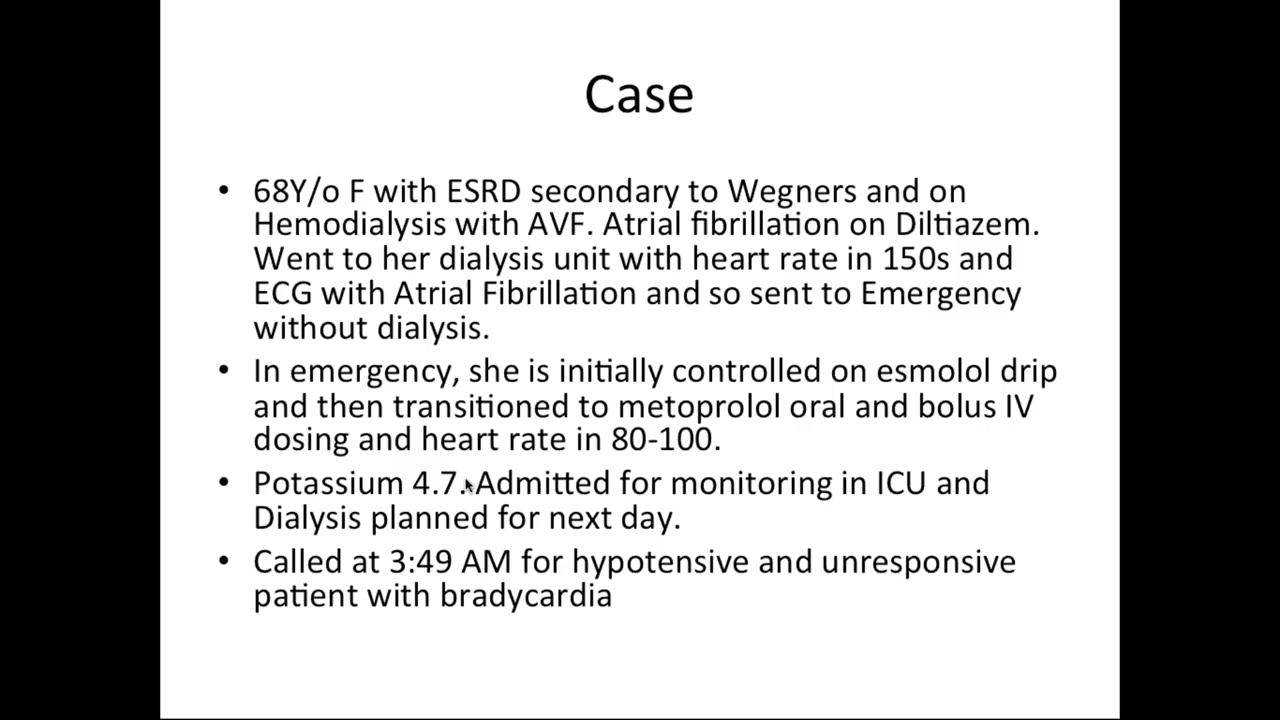 Case
• 68Y/o F with ESRD secondary to Wegners and on
Hemodialysis with AVF. Atrial fibrillation on Diltiazem.
Went to her dialysis unit with heart rate in 150s and
ECG with Atrial Fibrillation and so sent to Emergency
without dialysis.
• In emergency, she is initially controlled on esmolol drip
and then transitioned to metoprolol oral and bolus IV
dosing and heart rate in 80-100.
• Potassium 4.7. Admitted for monitoring in ICU and
Dialysis planned for next day.
• Called at 3:49 AM for hypotensive and unresponsive
patient with bradycardia